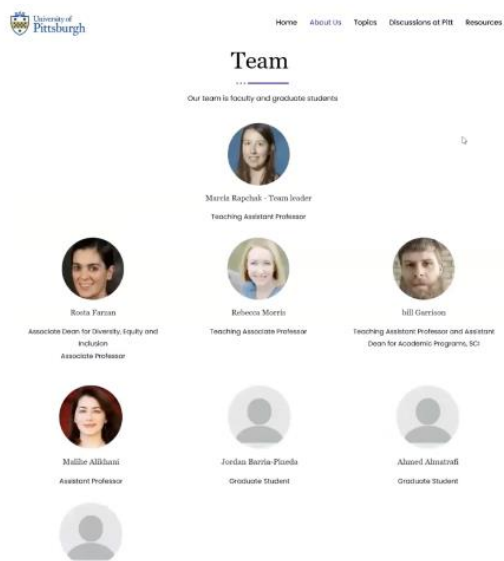 University of
Pittsburgh
Home About Us Topics Discussions at Pitt Resources
Team
Our team is faculty and graduate students
Marcia Rapchak - Team leader
Teaching Assistant Professor
Rosta Farzan
Rebecca Morris
bill Garrison
Associate Dean for Diversity, Equity and
Inclusion
Associate Professor
Teaching Associate Professor
Teaching Assistant Professor and Assistant
Dean for Academic Programs, SCI
Malihe Alikhani
Jordan Barria-Pineda
Ahmed Almatrafi
Assistant Professor
Graduate Student
Graduate Student